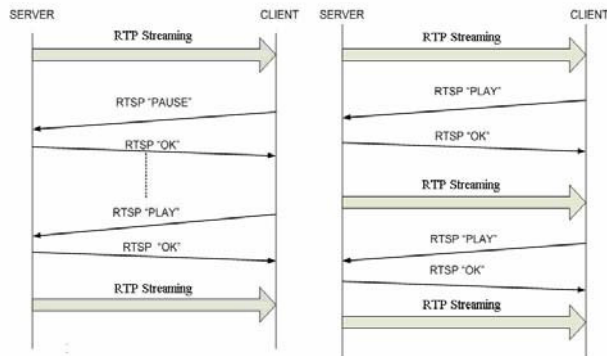 SERVER CLIENT
RTP Streaming
RTSP "PAUSE"
RTSP "OK"
RTSP "PLAY"
RTSP "OK"
RTP Streaming
SERVER CLIENT
RTP Streaming
RTSP "PLAY"
RTSP "OK"
RTP Streaming
RTSP "PLAY"
RTSP "OK"
RTP Streaming